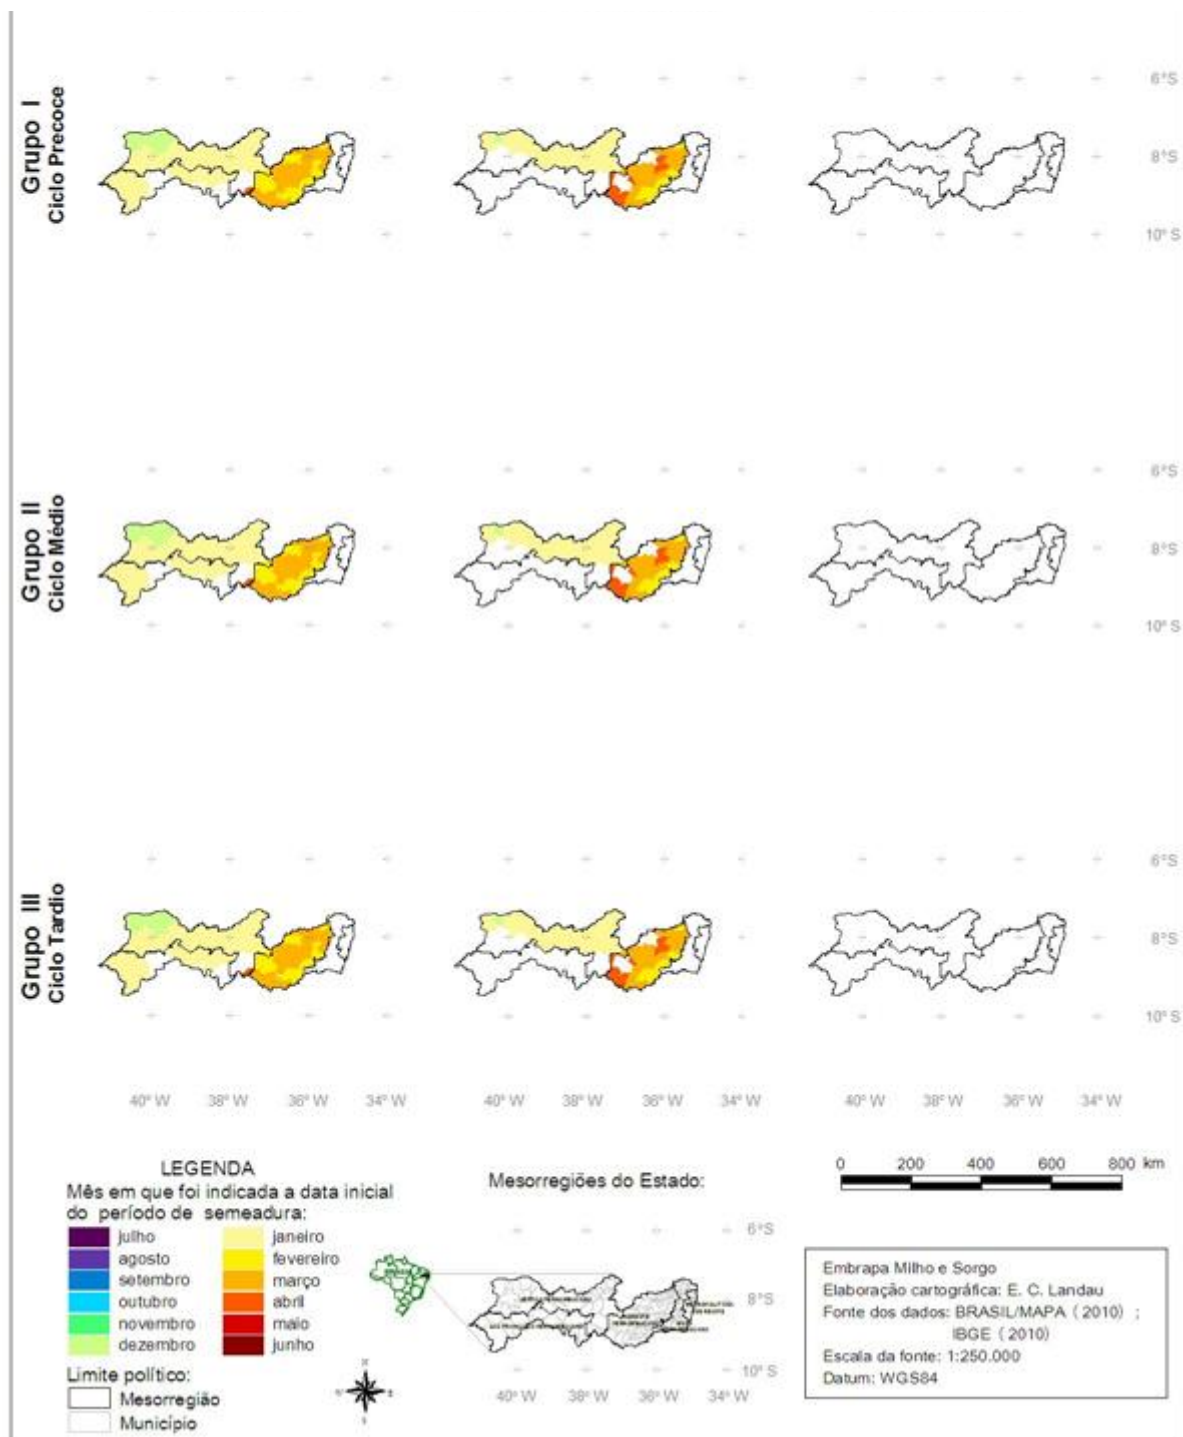 Grupo I
Ciclo Precoce
6°S
8°S
10° S
Grupo II
Ciclo Médio
6°S
8°S
10° S
Grupo III
Ciclo Tardio
6°S
8°S
10° S
40° W 38° W 36° W 34° W 40° W 38° W 36° W 34° W 40° W 38° W 36° W 34° W
LEGENDA
Mês em que foi indicada a data inicial
do período de semeadura:
julho
agosto
setembro
outubro
novembro
dezembro
janeiro
fevereiro
março
abril
maio
junho
Limite político:
Mesorregião
Município
Mesorregiões do Estado:
6°S
8°S
10° S
40° W 38° W 36° W 34° W
0 200 400 600 800 km
Embrapa Milho e Sorgo
Elaboração cartográfica: E. C. Landau
Fonte dos dados: BRASIL/MAPA (2010) ;
IBGE (2010)
Escala da fonte: 1:250.000
Datum: WGS84